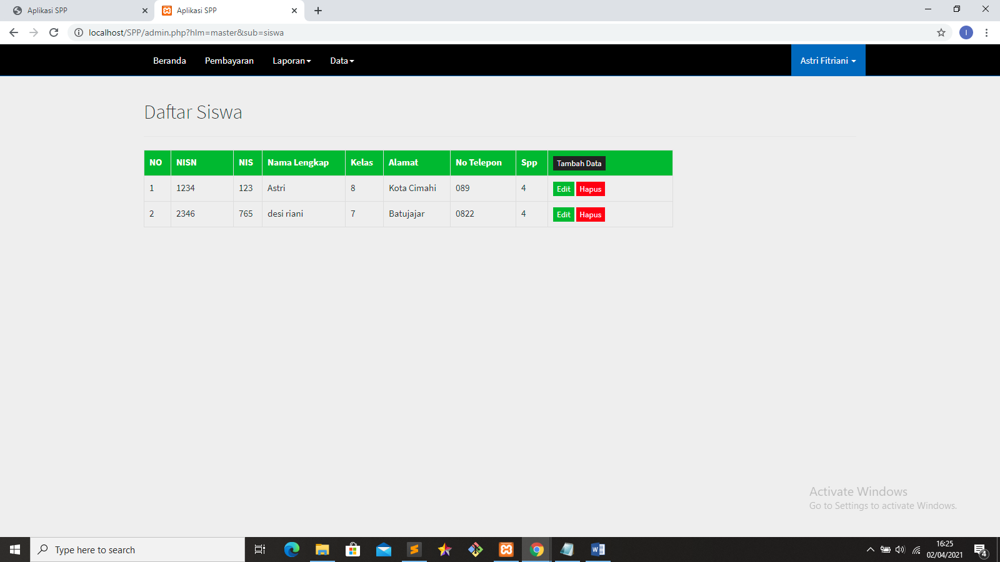 Aplikasi SPP
Aplikasi SPP
localhost/SPP/admin.php?hlm=master&sub=siswa
I
Beranda Pembayaran Laporan Data Astri Fitriani
Daftar Siswa
NO NISN NIS Nama Lengkap Kelas Alamat No Telepon Spp Tambah Data
1 1234 123 Astri 8 Kota Cimahi 089 4 Edit Hapus
2 2346 765 desi riani 7 Batujajar 0822 4 Edit Hapus
Activate Windows
Go to Settings to activate Windows.
Type here to search
16:25
02/04/2021
4